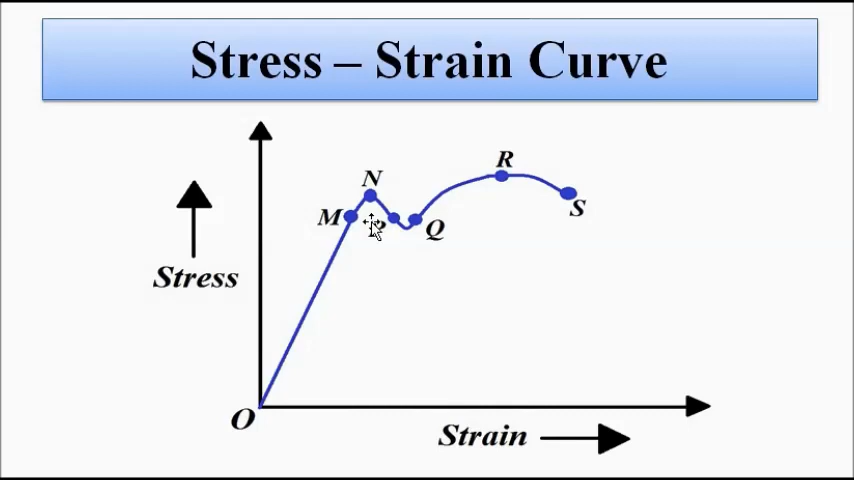 Stress – Strain Curve
R
N
S
M
P
Q
Stress
O
Strain